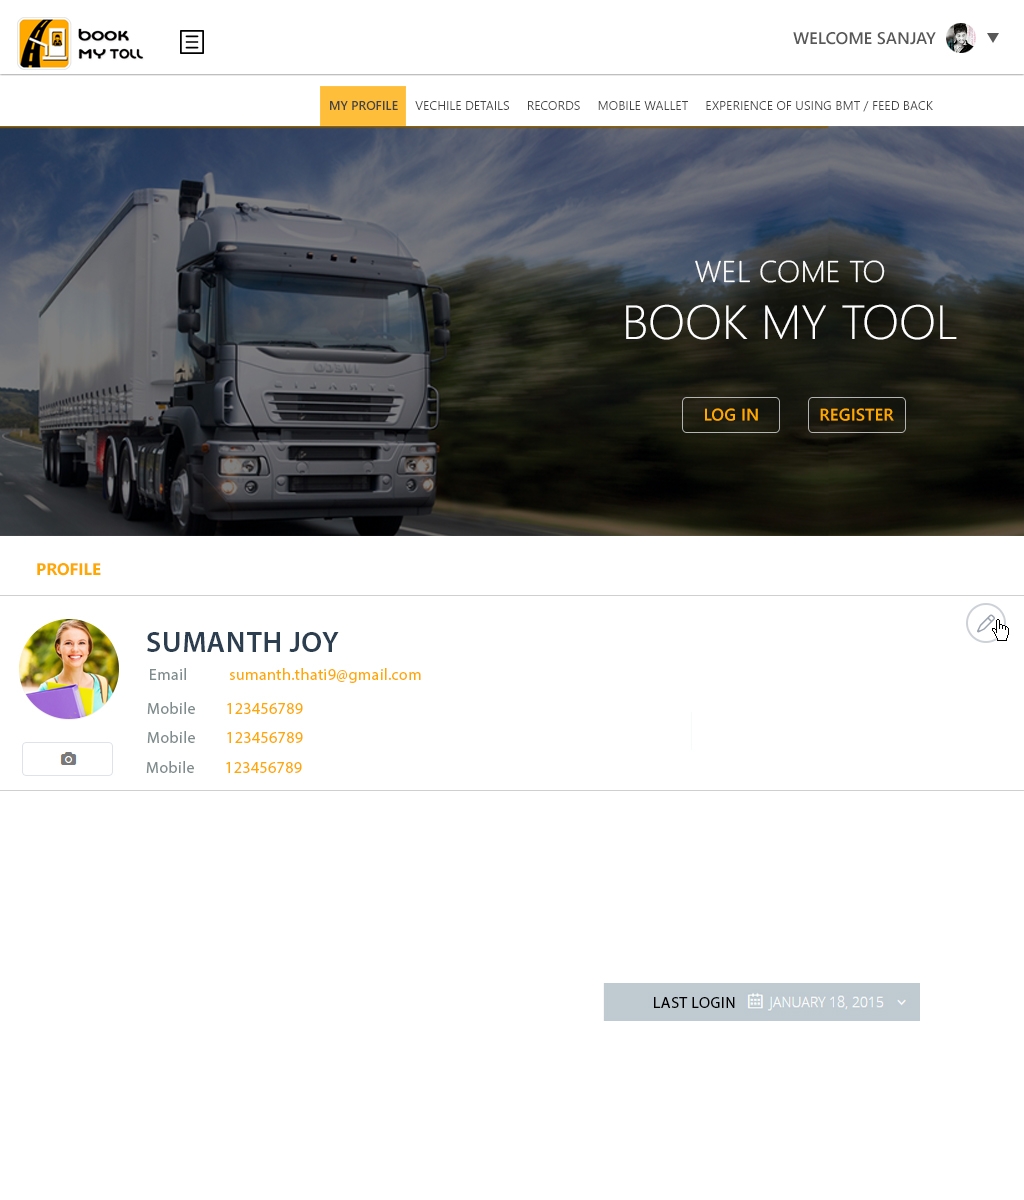 book
MY TOLL
WELCOME SANJAY
MY PROFILE VECHILE DETAILS RECORDS MOBILE WALLET EXPERIENCE OF USING BMT / FEED BACK
WEL COME TO
BOOK MY TOOL
LOG IN REGISTER
PROFILE
SUMANTH JOY
Email sumanth.thati9@gmail.com
Mobile 123456789
Mobile 123456789
Mobile 123456789
LAST LOGIN JANUARY 18, 2015